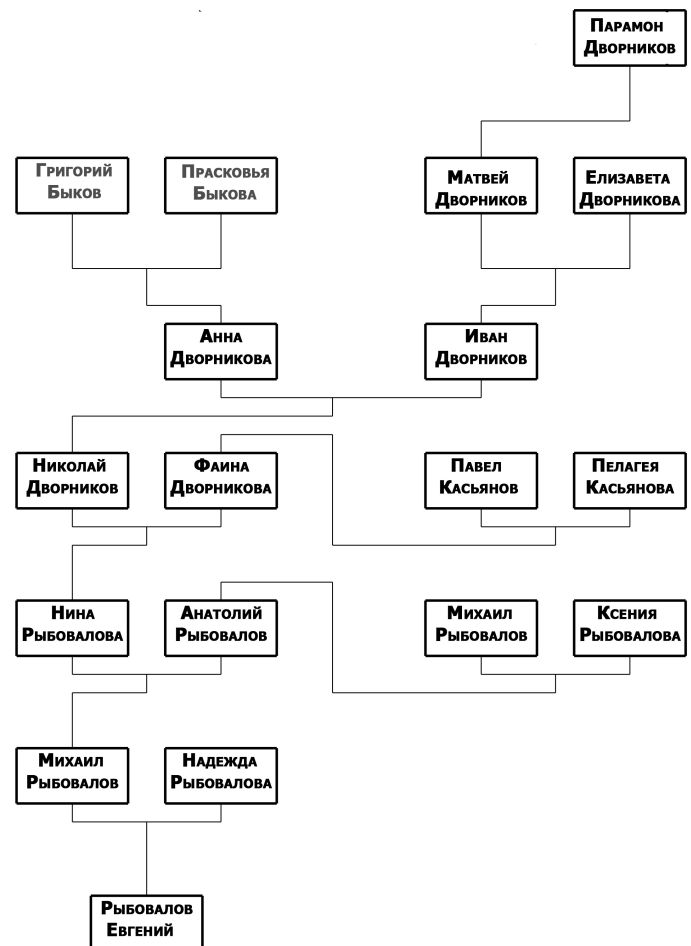 Парамон
Дворников
Григорий
Быков
Прасковья
Быкова
Матвей
Дворников
Елизавета
Дворникова
Анна
Дворникова
Иван
Дворников
Николай
Дворников
Фаина
Дворникова
Павел
Касьянов
Пелагея
Касьянова
Нина
Рыбовалова
Анатолий
Рыбовалов
Михаил
Рыбовалов
Ксения
Рыбовалова
Михаил
Рыбовалов
Надежда
Рыбовалова
Рыбовалов
Евгений